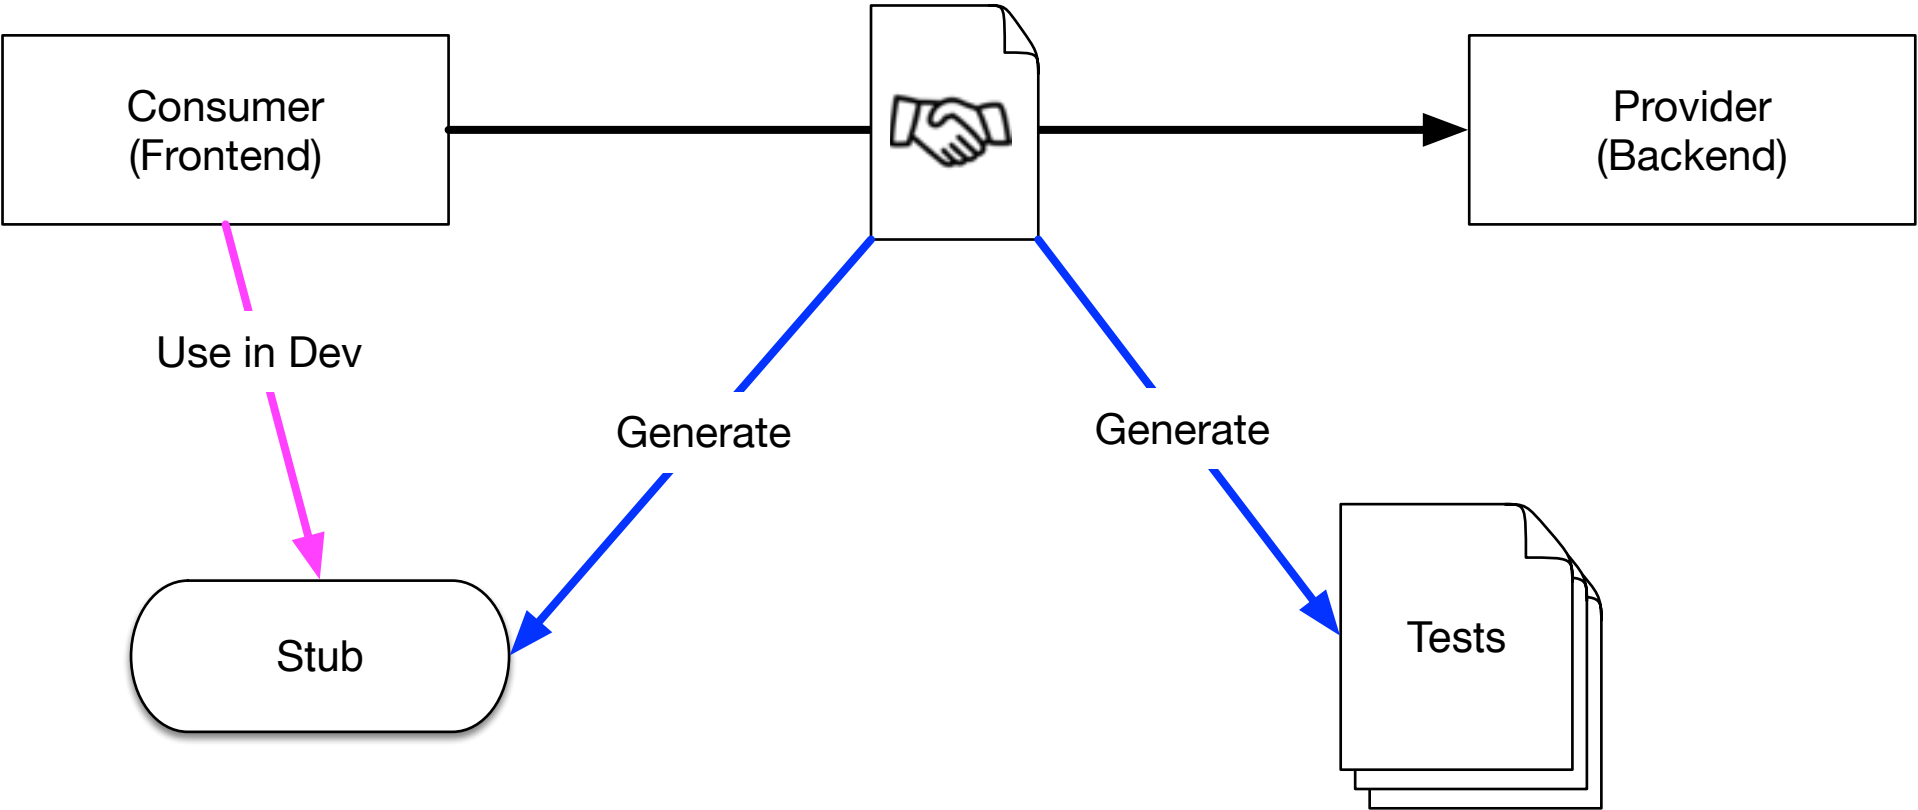 Consumer
(Frontend)
Provider
(Backend)
Use in Dev
Generate
Generate
Stub
Tests